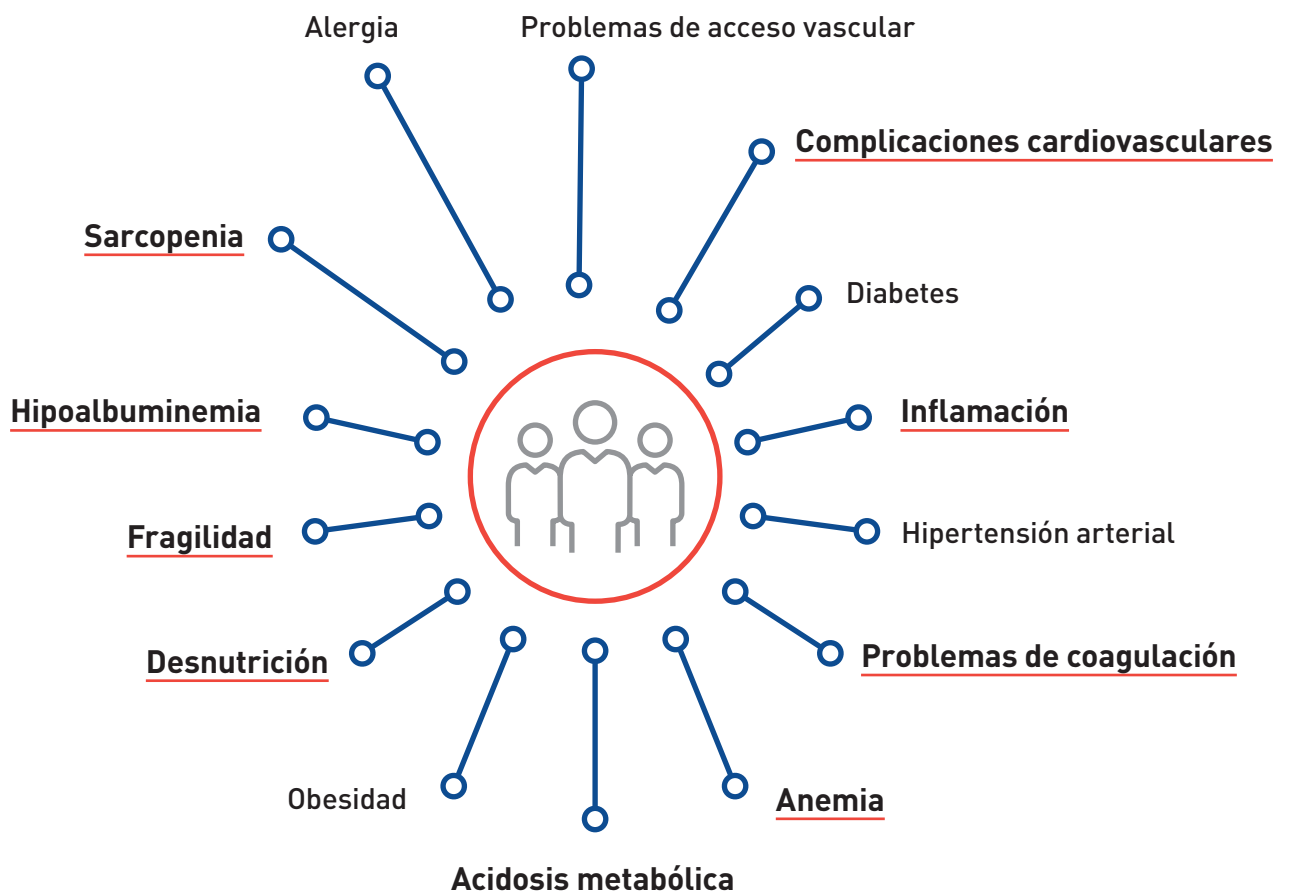 Alergia
Problemas de acceso vascular
Complicaciones cardiovasculares
Sarcopenia
Diabetes
Hipoalbuminemia
Inflamación
Fragilidad
Hipertensión arterial
Desnutrición
Problemas de coagulación
Obesidad
Anemia
Acidosis metabólica